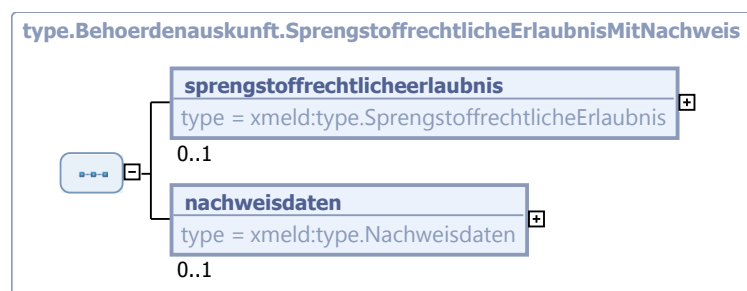 type.Behoerdenauskunft.SprengstoffrechtlicheErlaubnisMitNachweis
sprengstoffrechtlicheerlaubnis
type = xmeld:type.SprengstoffrechtlicheErlaubnis
0..1
nachweisdaten
type = xmeld:type.Nachweisdaten
0..1